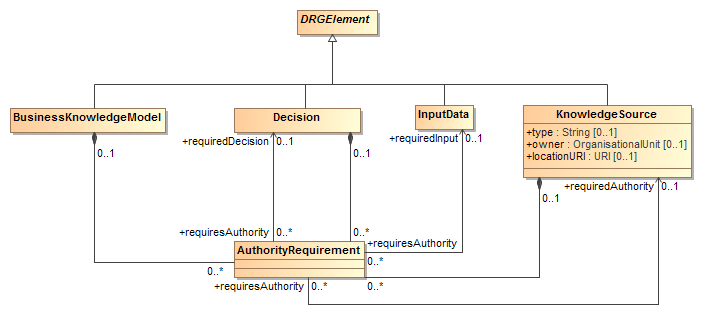 DRGElement
BusinessKnowledgeModel
Decision
InputData
KnowledgeSource
+type : String [0..1]
+owner : OrganisationalUnit [0..1]
+locationURI : URI [0..1]
0..1
+requiredDecision
0..1
0..1
+requiredInput
0..1
+requiredAuthority
0..1
0..1
+requiresAuthority
0..*
0..*
+requiresAuthority
AuthorityRequirement
0..*
0..*
+requiresAuthority
0..*
0..*